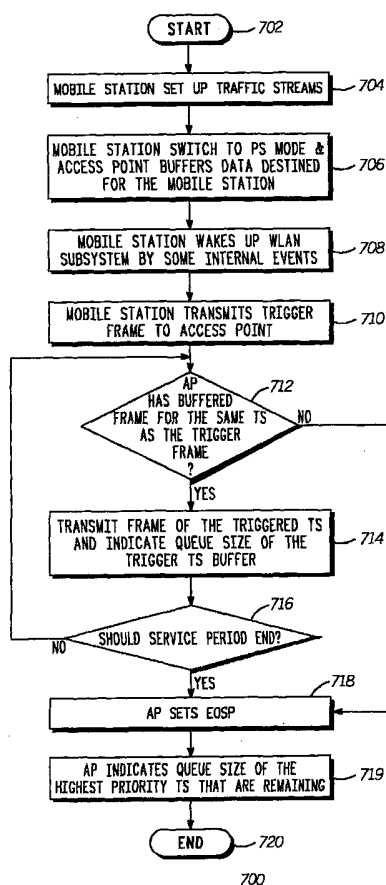 START
702
MOBILE STATION SET UP TRAFFIC STREAMS
704
MOBILE STATION SWITCH TO PS MODE &
ACCESS POINT BUFFERS DATA DESTINED
FOR THE MOBILE STATION
706
MOBILE STATION WAKES UP WLAN
SUBSYSTEM BY SOME INTERNAL EVENTS
708
MOBILE STATION TRANSMITS TRIGGER
FRAME TO ACCESS POINT
710
AP
HAS BUFFERED
FRAME FOR THE SAME TS
AS THE TRIGGER
FRAME
?
712
NO
YES
TRANSMIT FRAME OF THE TRIGGERED TS
AND INDICATE QUEUE SIZE OF THE
TRIGGER TS BUFFER
714
SHOULD SERVICE PERIOD END?
716
NO
YES
AP SETS EOSP
718
AP INDICATES QUEUE SIZE OF THE
HIGHEST PRIORITY TS THAT ARE REMAINING
719
END
720
700